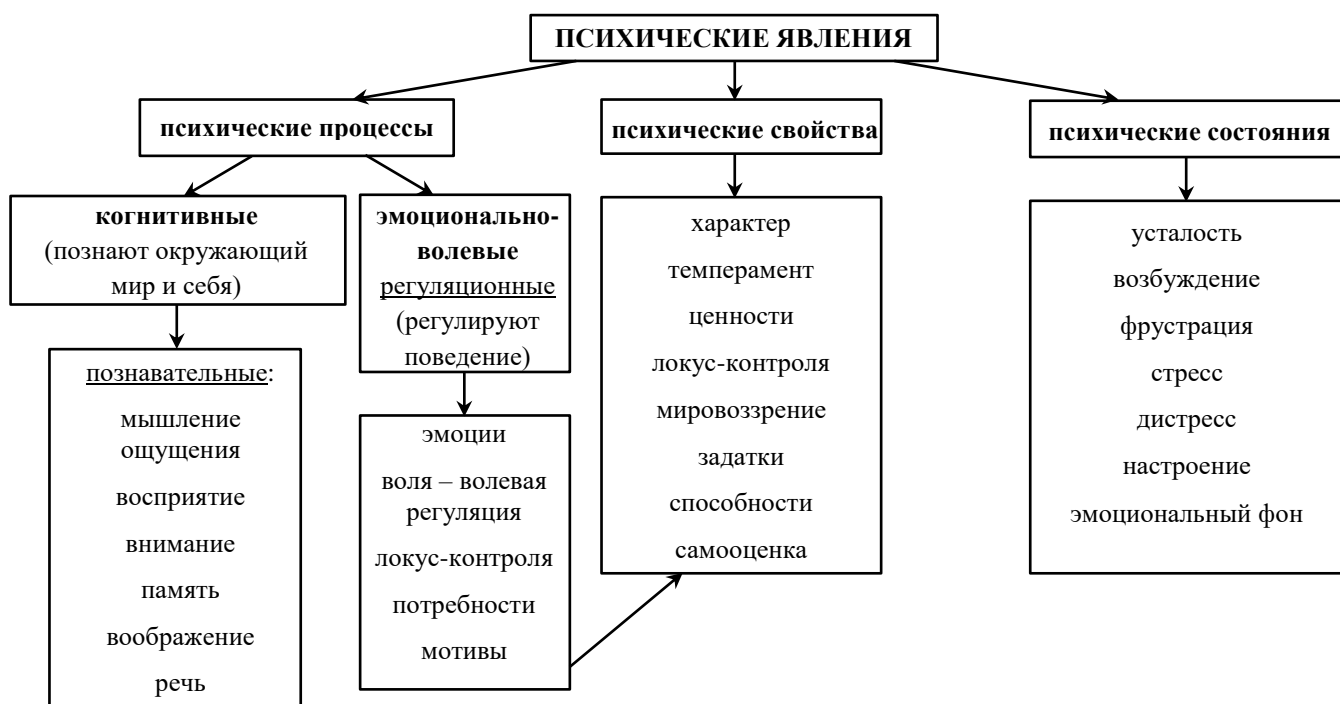 ПСИХИЧЕСКИЕ ЯВЛЕНИЯ
психические процессы
психические свойства
психические состояния
когнитивные
(познают окружающий
мир и себя)
эмоционально-
волевые
регуляционные
(регулируют
поведение)
познавательные:
мышление
ощущения
восприятие
внимание
память
воображение
речь
эмоции
воля – волевая
регуляция
локус-контроля
потребности
мотивы
характер
темперамент
ценности
локус-контроля
мировоззрение
задатки
способности
самооценка
усталость
возбуждение
фрустрация
стресс
дистресс
настроение
эмоциональный фон